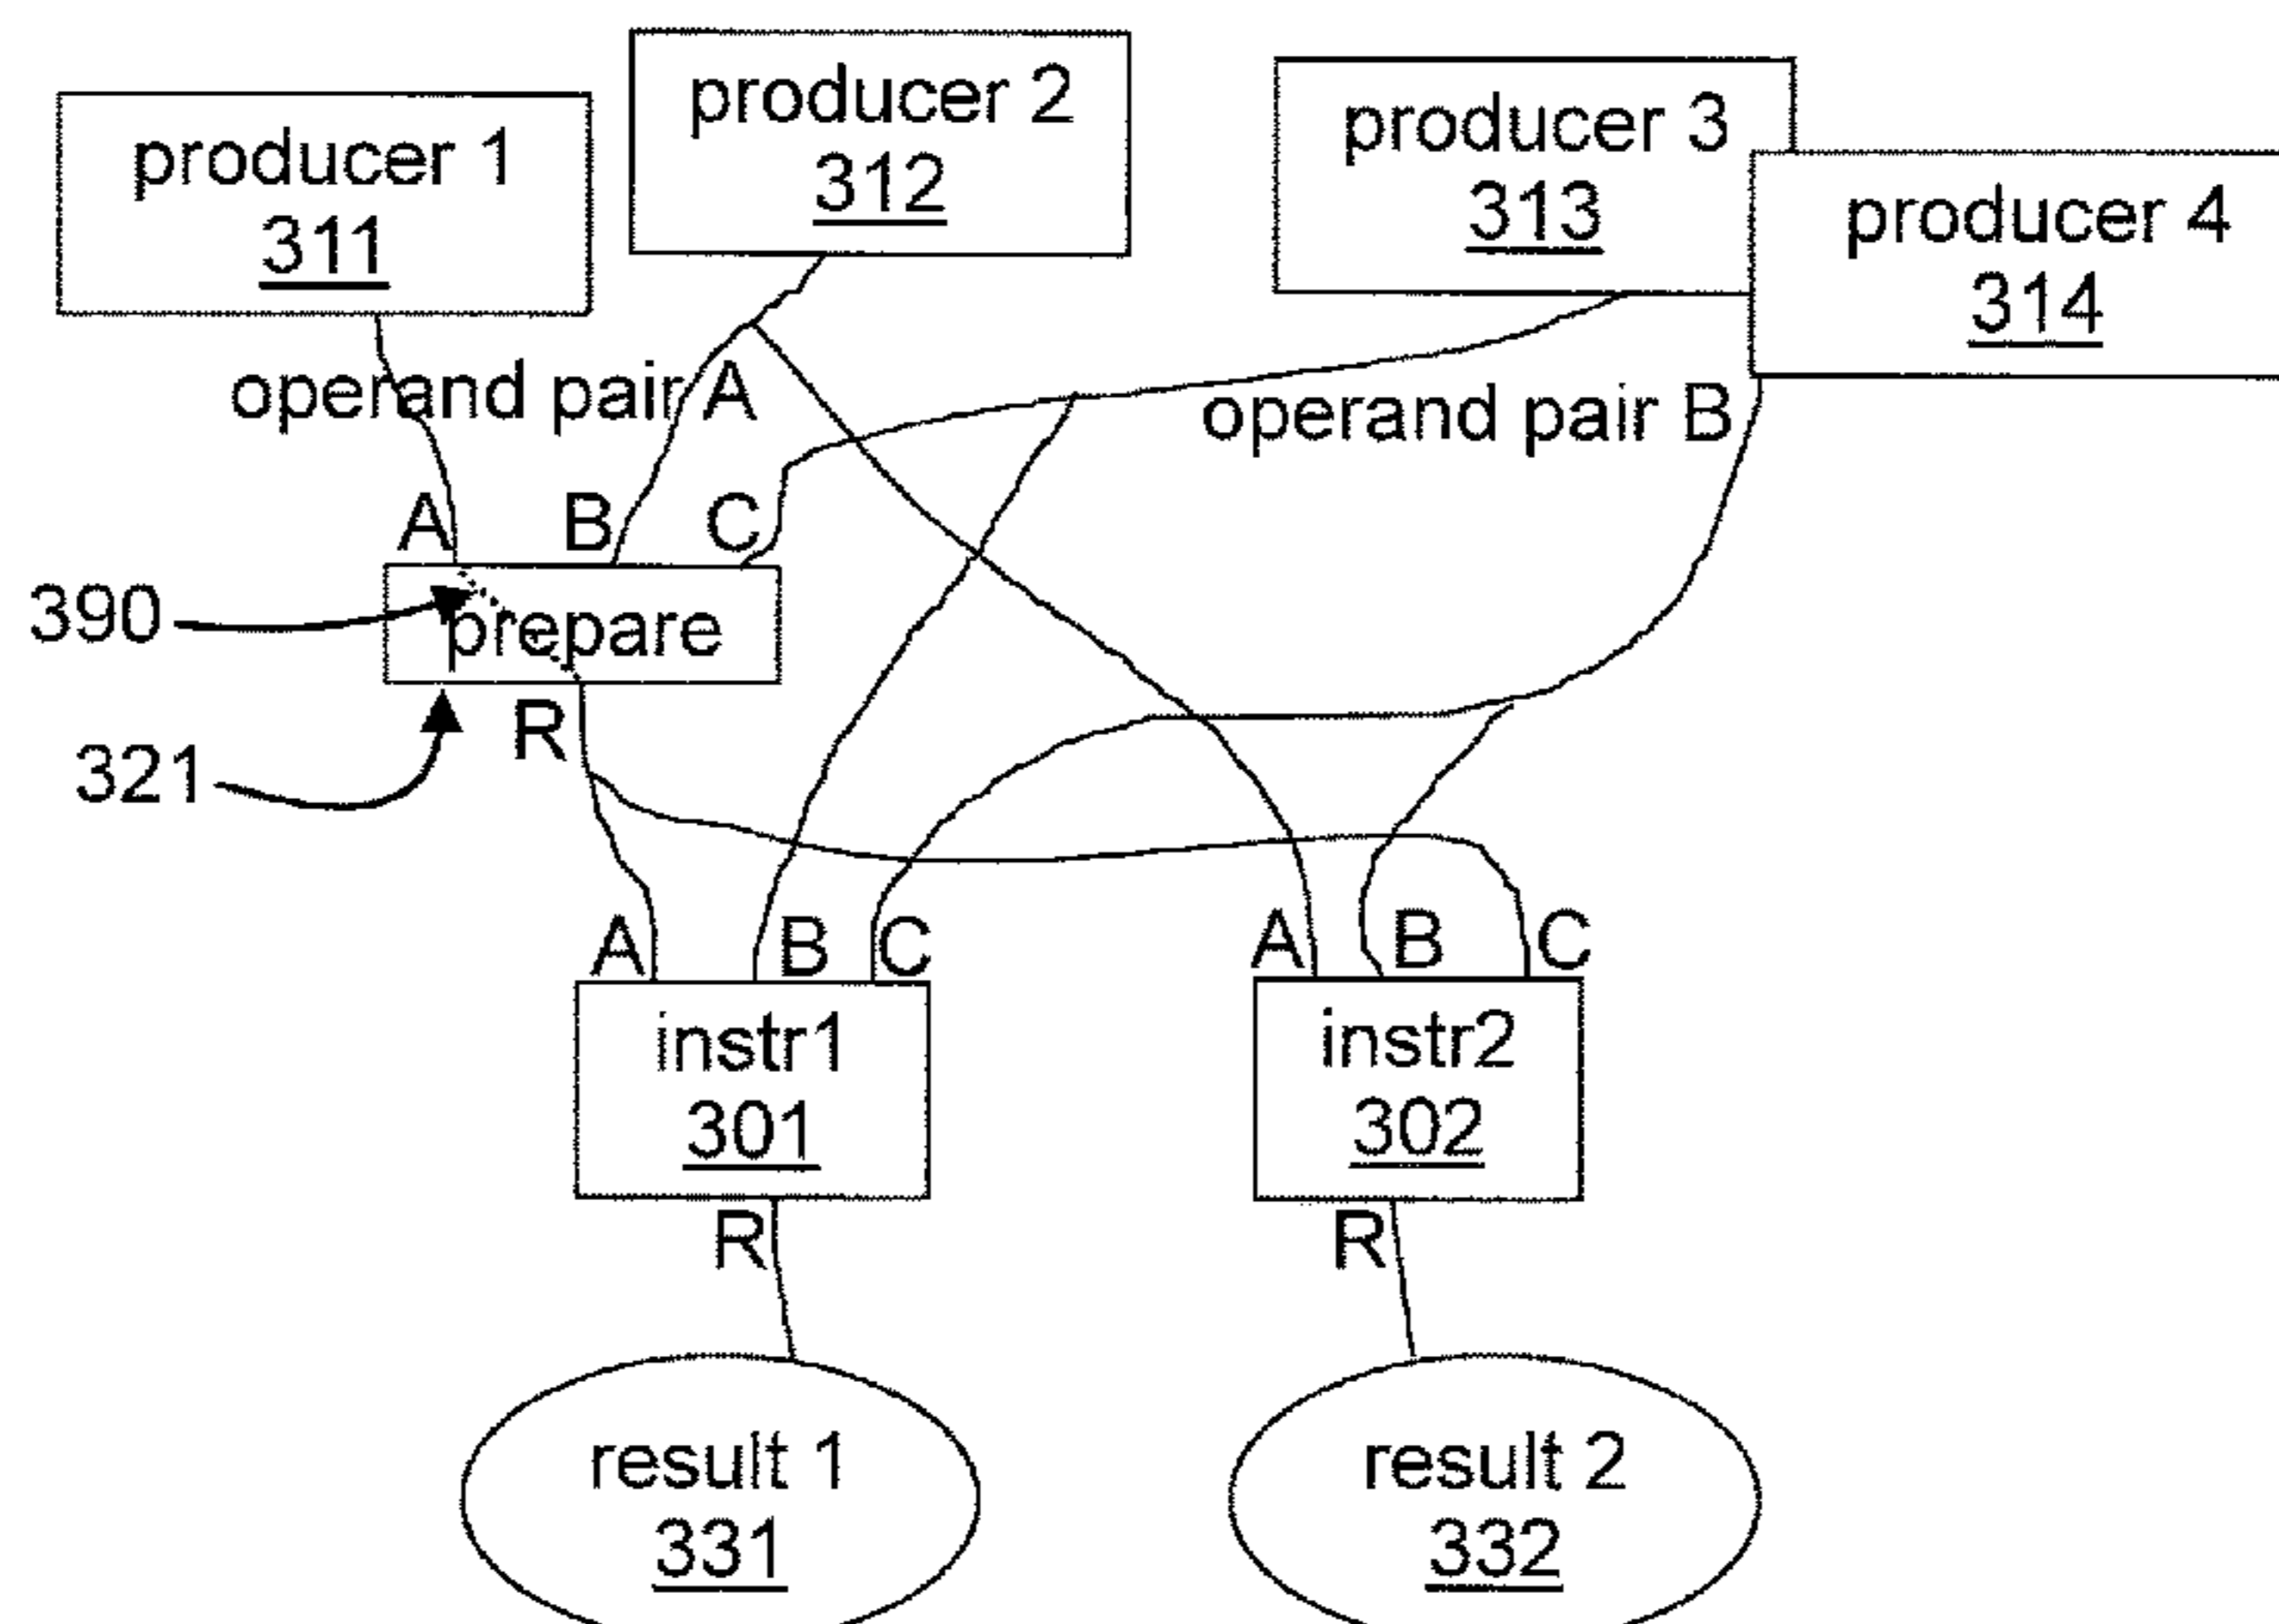 producer 1
311
producer 2
312
producer 3
313
producer 4
314
operand pair A
operand pair B
A B C
390
prepare
R
321
A B C
A B C
instr1
301
instr2
302
R
R
result 1
331
result 2
332